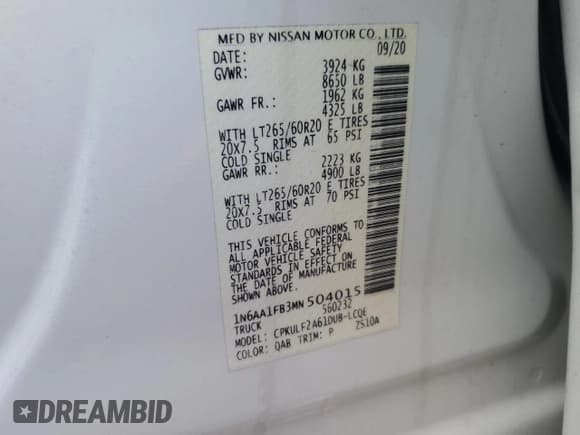 MFD BY NISSAN MOTOR CO., LTD.
DATE: 09/20
GVWR: 3924 KG
8650 LB
GAWR FR.: 1962 KG
4325 LB
WITH LT265/60R20 E TIRES
20X7.5 RIMS AT 65 PSI
COLD SINGLE
GAWR RR.: 2223 KG
4900 LB
WITH LT265/60R20 E TIRES
20X7.5 RIMS AT 70 PSI
COLD SINGLE
THIS VEHICLE CONFORMS TO
ALL APPLICABLE FEDERAL
MOTOR VEHICLE SAFETY
STANDARDS IN EFFECT ON
THE DATE OF MANUFACTURE
SHOWN ABOVE.
1N6AA1FB3MN504015
TRUCK 560232
MODEL: CPKULF2A61DUB-LCQE
COLOR: QAB TRIM: P ZS10A
DREAMBID